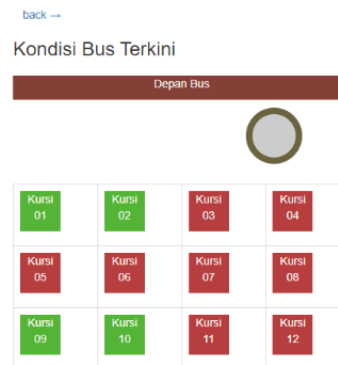 back →
Kondisi Bus Terkini
Depan Bus
Kursi Kursi Kursi Kursi
01 02 03 04
Kursi Kursi Kursi Kursi
05 06 07 08
Kursi Kursi Kursi Kursi
09 10 11 12